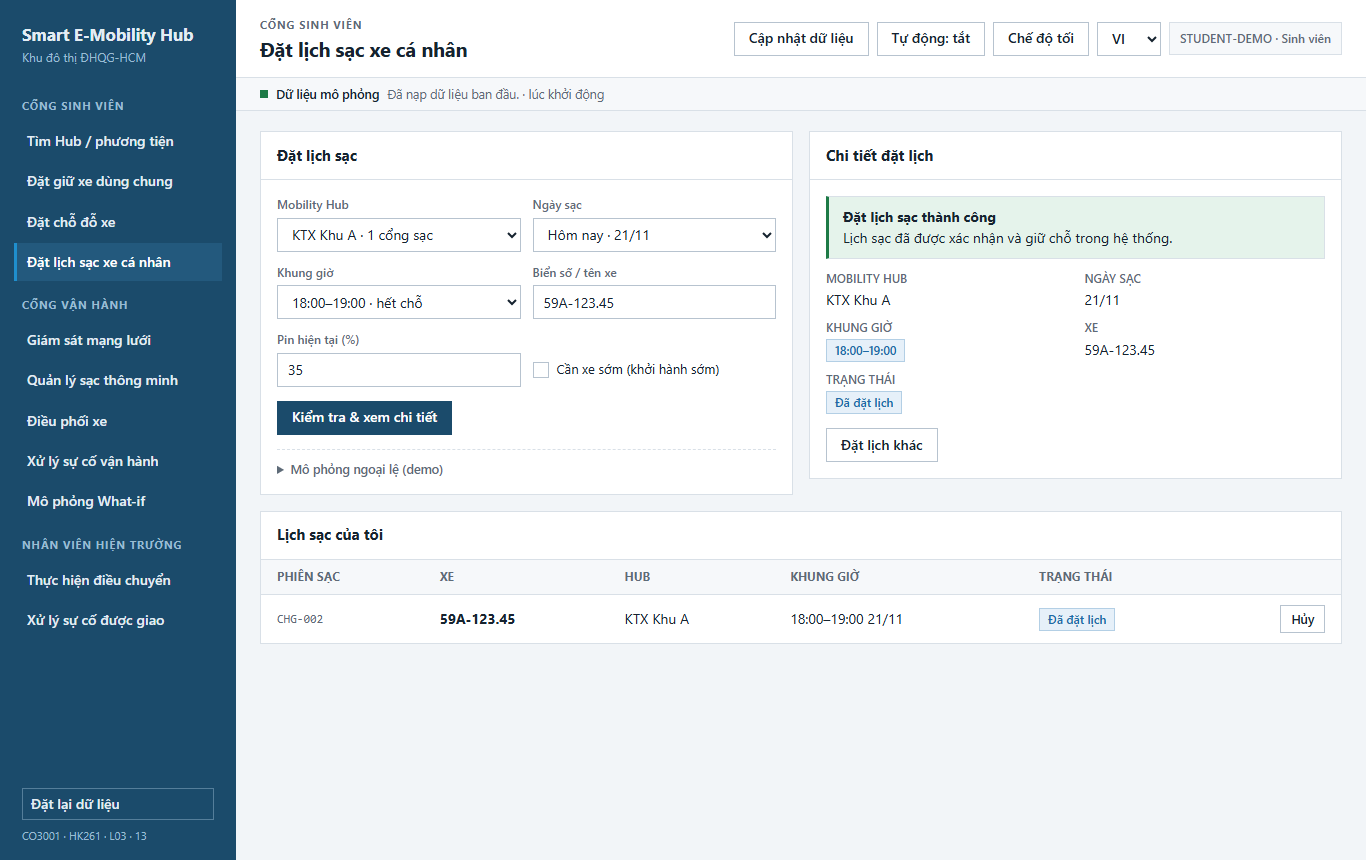 Smart E-Mobility Hub
Khu đô thị ĐHQG-HCM
CỔNG SINH VIÊN
Tìm Hub / phương tiện
Đặt giữ xe dùng chung
Đặt chỗ đỗ xe
Đặt lịch sạc xe cá nhân
CỔNG VẬN HÀNH
Giám sát mạng lưới
Quản lý sạc thông minh
Điều phối xe
Xử lý sự cố vận hành
Mô phỏng What-if
NHÂN VIÊN HIỆN TRƯỜNG
Thực hiện điều chuyển
Xử lý sự cố được giao
Đặt lại dữ liệu
CO3001 · HK261 · L03 · 13
CỔNG SINH VIÊN
Đặt lịch sạc xe cá nhân
Cập nhật dữ liệu
Tự động: tắt
Chế độ tối
VI
STUDENT-DEMO · Sinh viên
Dữ liệu mô phỏng Đã nạp dữ liệu ban đầu. · lúc khởi động
Đặt lịch sạc
Mobility Hub
KTX Khu A · 1 cổng sạc
Ngày sạc
Hôm nay · 21/11
Khung giờ
18:00–19:00 · hết chỗ
Biển số / tên xe
59A-123.45
Pin hiện tại (%)
35
Cần xe sớm (khởi hành sớm)
Kiểm tra & xem chi tiết
Mô phỏng ngoại lệ (demo)
Chi tiết đặt lịch
Đặt lịch sạc thành công
Lịch sạc đã được xác nhận và giữ chỗ trong hệ thống.
MOBILITY HUB
KTX Khu A
NGÀY SẠC
21/11
KHUNG GIỜ
18:00–19:00
XE
59A-123.45
TRẠNG THÁI
Đã đặt lịch
Đặt lịch khác
Lịch sạc của tôi
PHIÊN SẠC XE HUB KHUNG GIỜ TRẠNG THÁI
CHG-002 59A-123.45 KTX Khu A 18:00–19:00 21/11 Đã đặt lịch Hủy